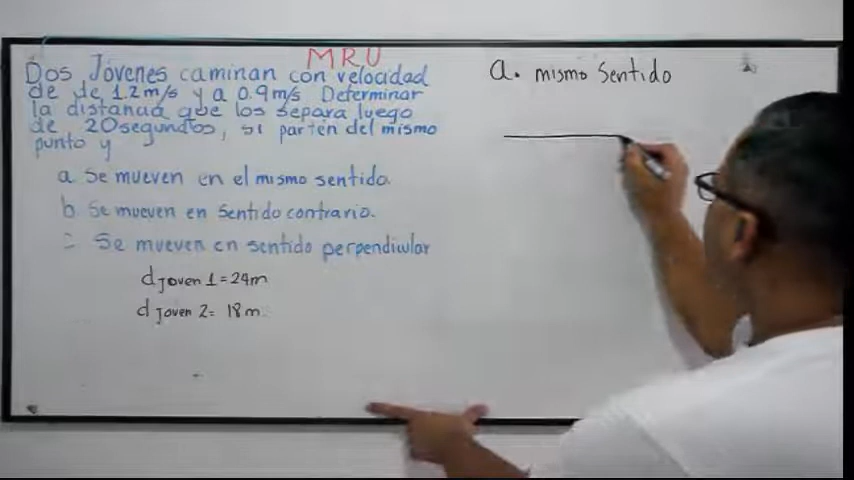 MRU
Dos Jóvenes caminan con velocidad
de de 1.2m/s y a 0.9m/s Determinar
la distancia que los separa luego
de 20segundos, si parten del mismo
punto y
a. Se mueven en el mismo sentido.
b. Se mueven en Sentido contrario.
Se mueven en sentido perpendicular
d joven 1 = 24m
d joven 2 = 18m.
a. mismo Sentido